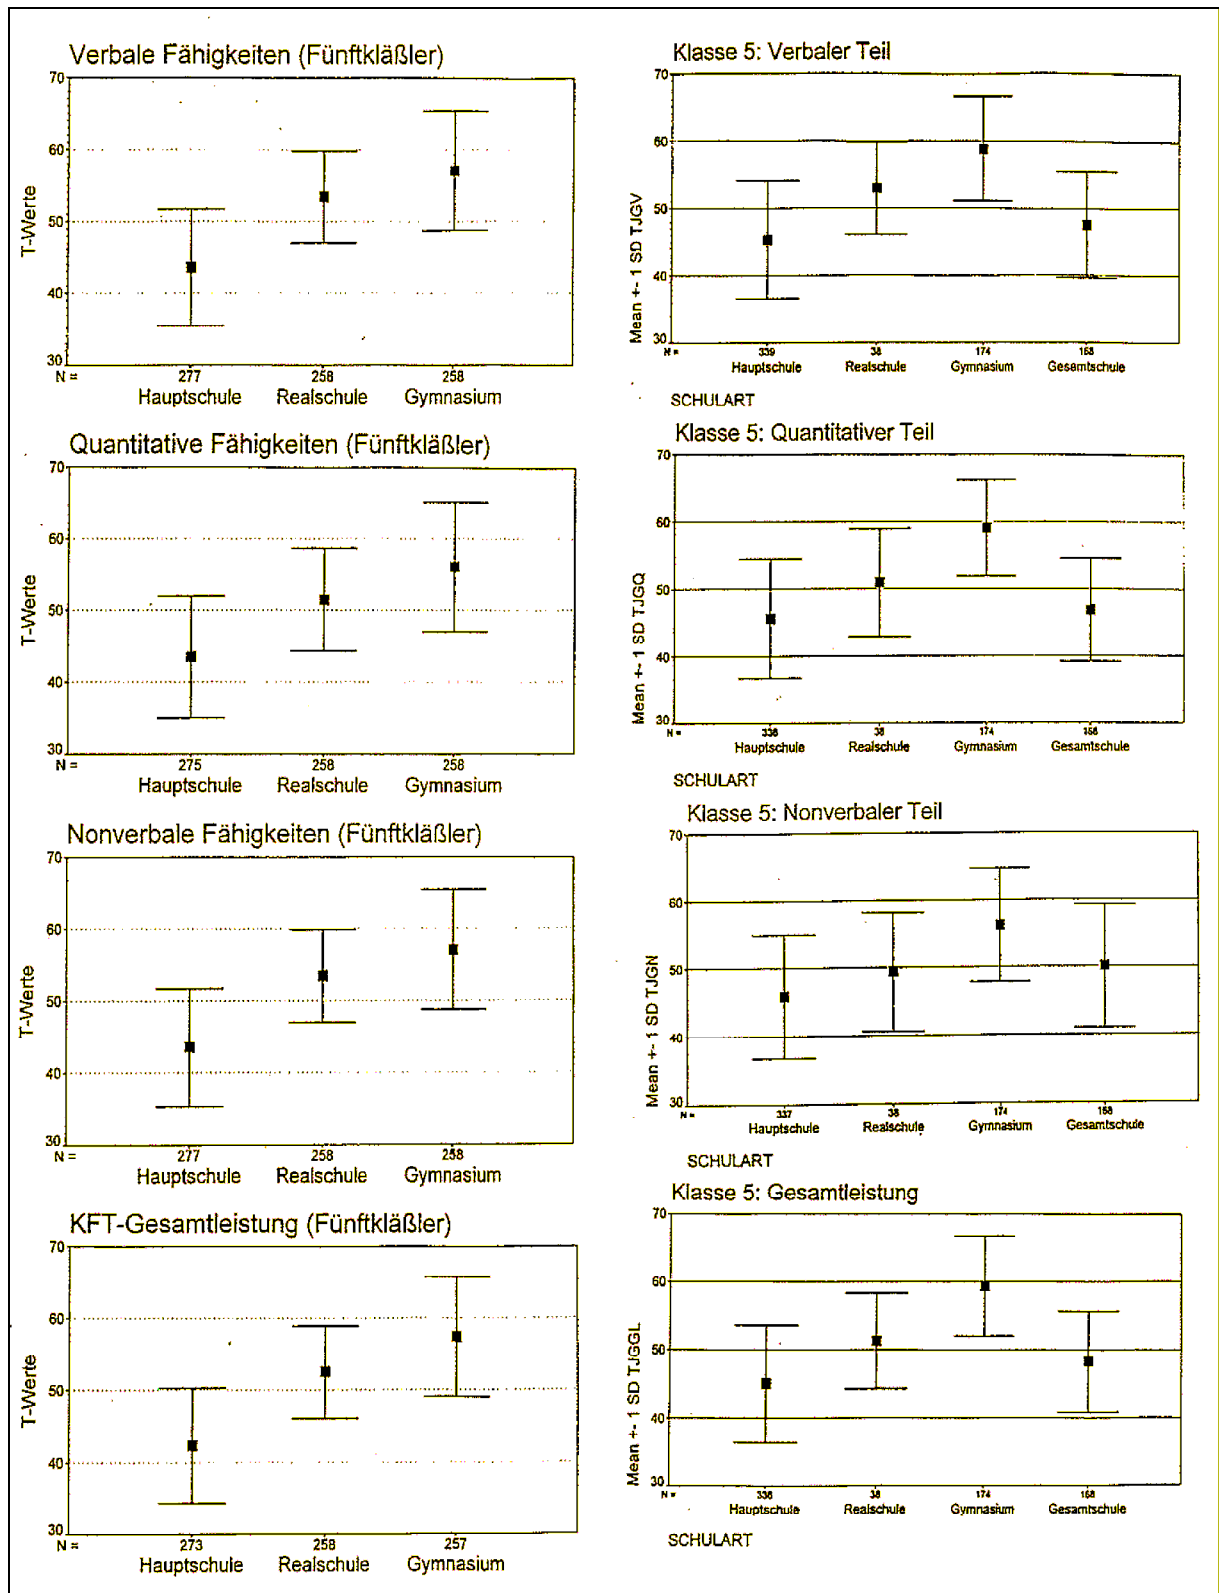 Verbale Fähigkeiten (Fünftkläßler)
70
60
50
40
30
T-Werte
N =
277
258
258
Hauptschule
Realschule
Gymnasium
Quantitative Fähigkeiten (Fünftkläßler)
70
60
50
40
30
T-Werte
N =
275
258
258
Hauptschule
Realschule
Gymnasium
Nonverbale Fähigkeiten (Fünftkläßler)
70
60
50
40
30
T-Werte
N =
277
258
258
Hauptschule
Realschule
Gymnasium
KFT-Gesamtleistung (Fünftkläßler)
70
60
50
40
30
T-Werte
N =
273
258
257
Hauptschule
Realschule
Gymnasium
Klasse 5: Verbaler Teil
70
60
50
40
30
Mean +- 1 SD TJGV
N =
339
38
174
168
Hauptschule
Realschule
Gymnasium
Gesamtschule
SCHULART
Klasse 5: Quantitativer Teil
70
60
50
40
30
Mean +- 1 SD TJGQ
N =
338
38
174
168
Hauptschule
Realschule
Gymnasium
Gesamtschule
SCHULART
Klasse 5: Nonverbaler Teil
70
60
50
40
30
Mean +- 1 SD TJGN
N =
337
38
174
168
Hauptschule
Realschule
Gymnasium
Gesamtschule
SCHULART
Klasse 5: Gesamtleistung
70
60
50
40
30
Mean +- 1 SD TJGGL
N =
336
38
174
168
Hauptschule
Realschule
Gymnasium
Gesamtschule
SCHULART